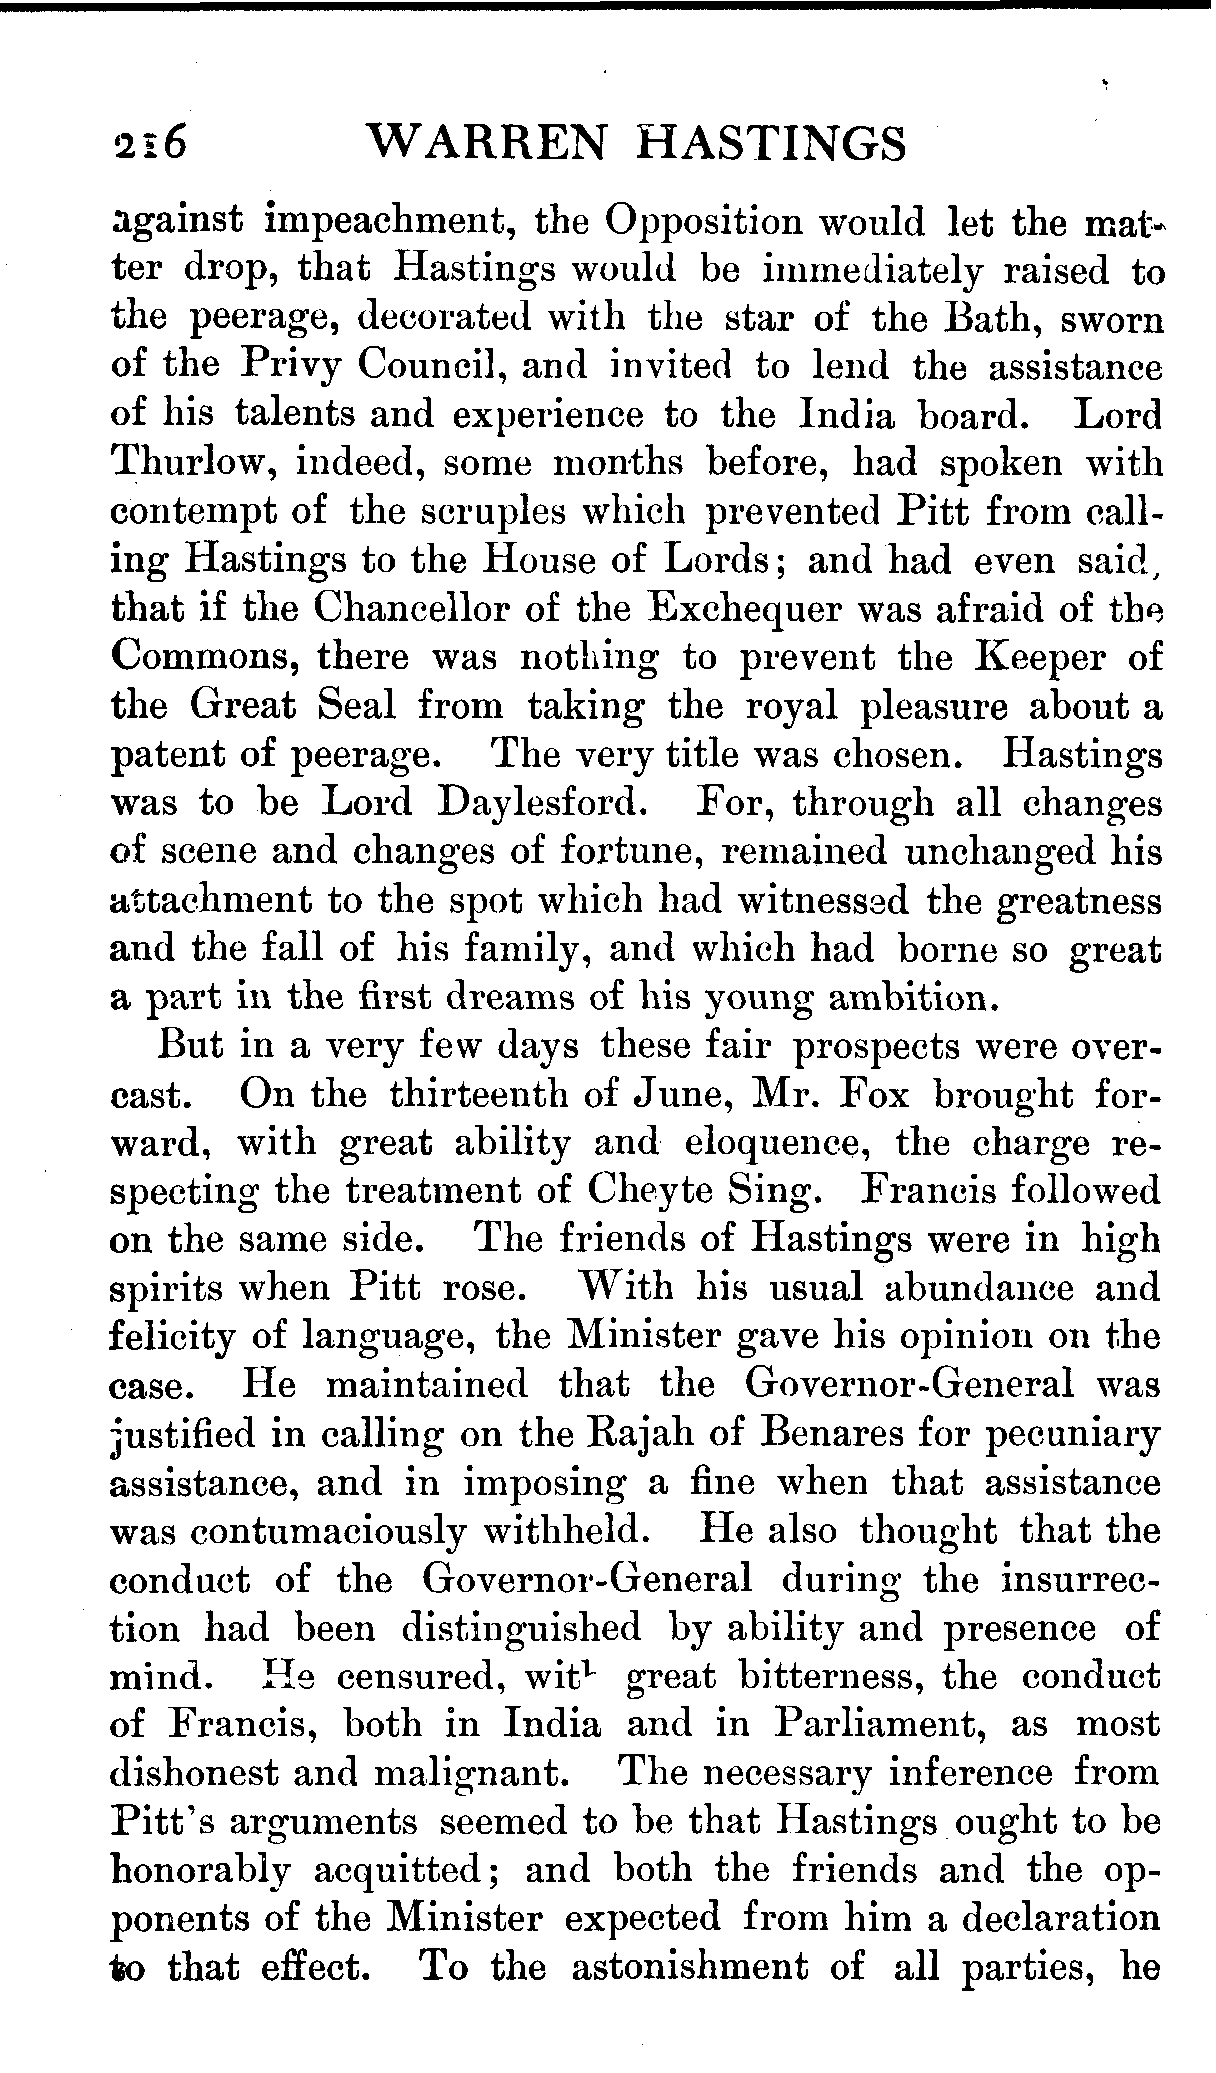 216 WARREN HASTINGS
against impeachment, the Opposition would let the mat-
ter drop, that Hastings would be immediately raised to
the peerage, decorated with the star of the Bath, sworn
of the Privy Council, and invited to lend the assistance
of his talents and experience to the India board. Lord
Thurlow, indeed, some months before, had spoken with
contempt of the scruples which prevented Pitt from call-
ing Hastings to the House of Lords; and had even said,
that if the Chancellor of the Exchequer was afraid of the
Commons, there was nothing to prevent the Keeper of
the Great Seal from taking the royal pleasure about a
patent of peerage. The very title was chosen. Hastings
was to be Lord Daylesford. For, through all changes
of scene and changes of fortune, remained unchanged his
attachment to the spot which had witnessed the greatness
and the fall of his family, and which had borne so great
a part in the first dreams of his young ambition.
But in a very few days these fair prospects were over-
cast. On the thirteenth of June, Mr. Fox brought for-
ward, with great ability and eloquence, the charge re-
specting the treatment of Cheyte Sing. Francis followed
on the same side. The friends of Hastings were in high
spirits when Pitt rose. With his usual abundance and
felicity of language, the Minister gave his opinion on the
case. He maintained that the Governor-General was
justified in calling on the Rajah of Benares for pecuniary
assistance, and in imposing a fine when that assistance
was contumaciously withheld. He also thought that the
conduct of the Governor-General during the insurrec-
tion had been distinguished by ability and presence of
mind. He censured, with great bitterness, the conduct
of Francis, both in India and in Parliament, as most
dishonest and malignant. The necessary inference from
Pitt's arguments seemed to be that Hastings ought to be
honorably acquitted; and both the friends and the op-
ponents of the Minister expected from him a declaration
to that effect. To the astonishment of all parties, he